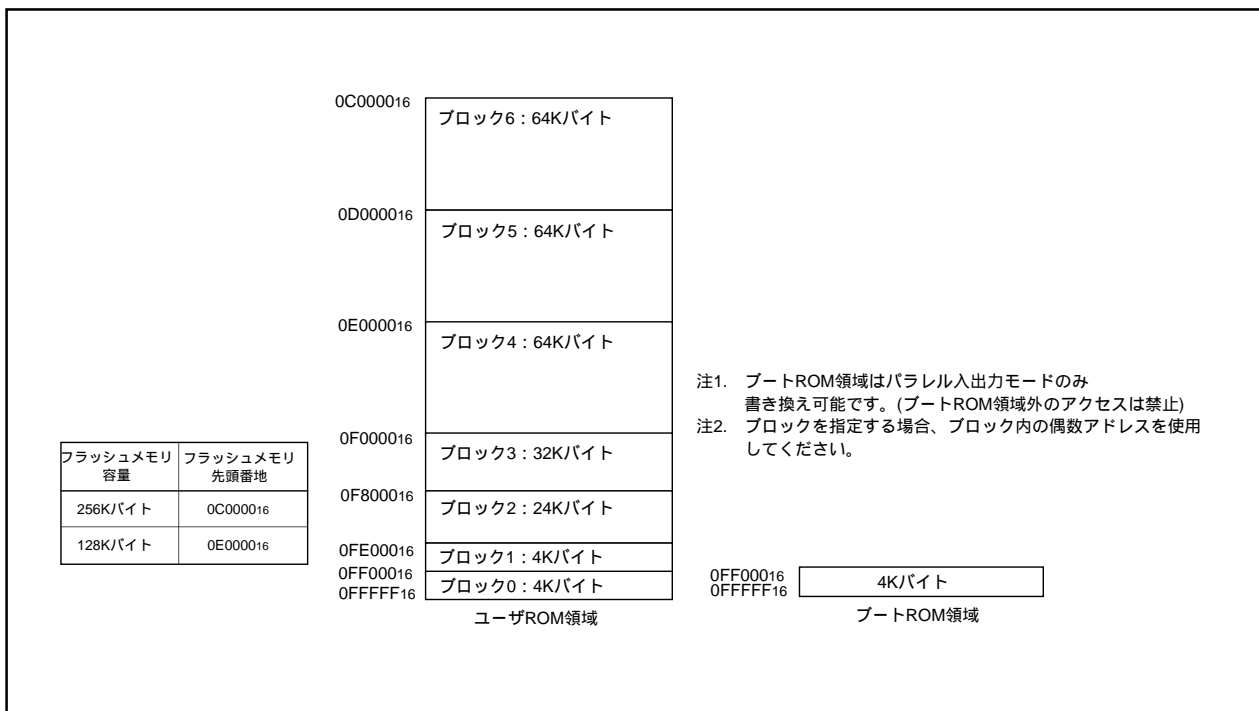 0C000016
ブロック6：64Kバイト
0D000016
ブロック5：64Kバイト
0E000016
ブロック4：64Kバイト
注1. ブートROM領域はパラレル入出力モードのみ
書き換え可能です。(ブートROM領域外のアクセスは禁止)
注2. ブロックを指定する場合、ブロック内の偶数アドレスを使用
してください。
0F000016
ブロック3：32Kバイト
0F800016
ブロック2：24Kバイト
0FE00016
ブロック1：4Kバイト
0FF00016
0FFFFF16
ブロック0：4Kバイト
ユーザROM領域
フラッシュメモリ
容量
フラッシュメモリ
先頭番地
256Kバイト
0C000016
128Kバイト
0E000016
0FF00016
0FFFFF16
4Kバイト
ブートROM領域